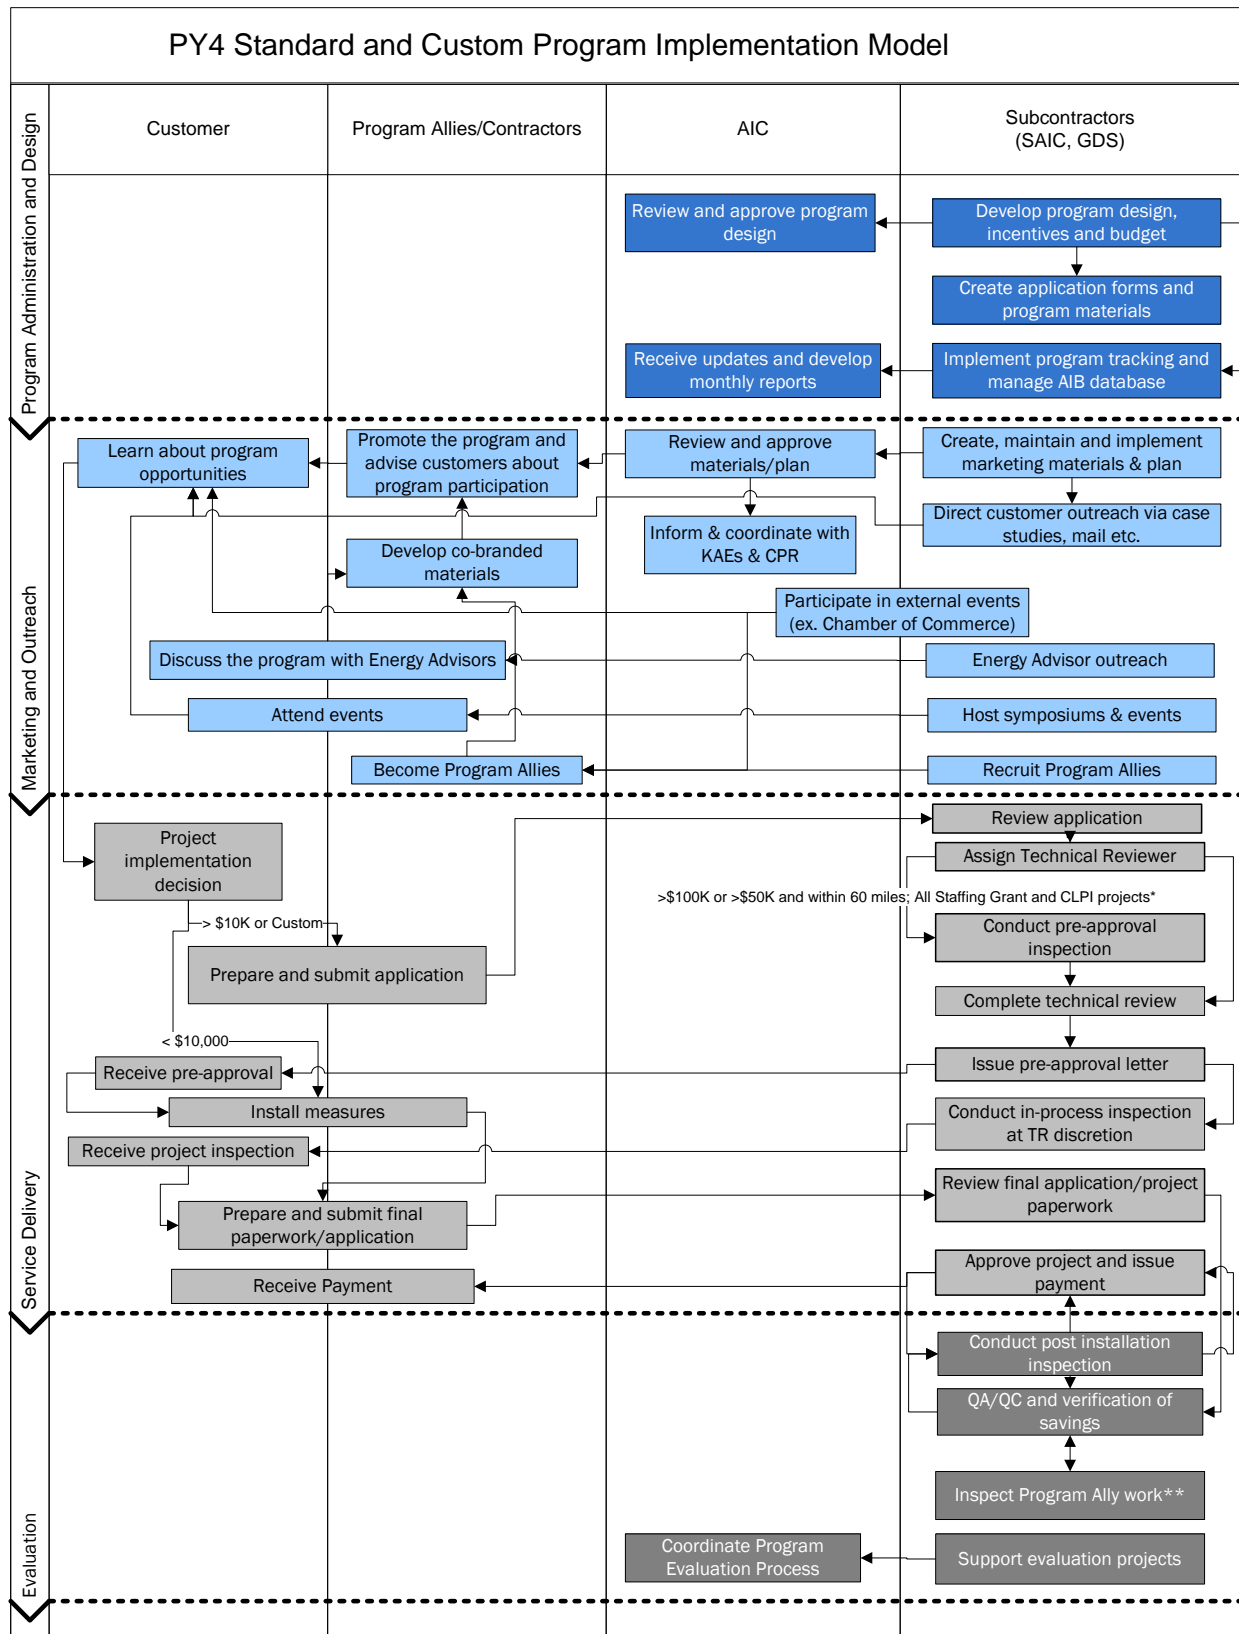 PY4 Standard and Custom Program Implementation Model
Customer
Program Allies/Contractors
AIC
Subcontractors
(SAIC, GDS)
Program Administration and Design
Review and approve program
design
Develop program design,
incentives and budget
Create application forms and
program materials
Receive updates and develop
monthly reports
Implement program tracking and
manage AIB database
Marketing and Outreach
Learn about program
opportunities
Promote the program and
advise customers about
program participation
Review and approve
materials/plan
Create, maintain and implement
marketing materials & plan
Direct customer outreach via case
studies, mail etc.
Inform & coordinate with
KAEs & CPR
Develop co-branded
materials
Participate in external events
(ex. Chamber of Commerce)
Discuss the program with Energy Advisors
Energy Advisor outreach
Attend events
Host symposiums & events
Become Program Allies
Recruit Program Allies
Service Delivery
Project
implementation
decision
Review application
Assign Technical Reviewer
>$100K or >$50K and within 60 miles; All Staffing Grant and CLPI projects*
> $10K or Custom
Conduct pre-approval
inspection
Prepare and submit application
Complete technical review
< $10,000
Receive pre-approval
Issue pre-approval letter
Install measures
Conduct in-process inspection
at TR discretion
Receive project inspection
Review final application/project
paperwork
Prepare and submit final
paperwork/application
Receive Payment
Approve project and issue
payment
Evaluation
Conduct post installation
inspection
QA/QC and verification of
savings
Inspect Program Ally work**
Coordinate Program
Evaluation Process
Support evaluation projects